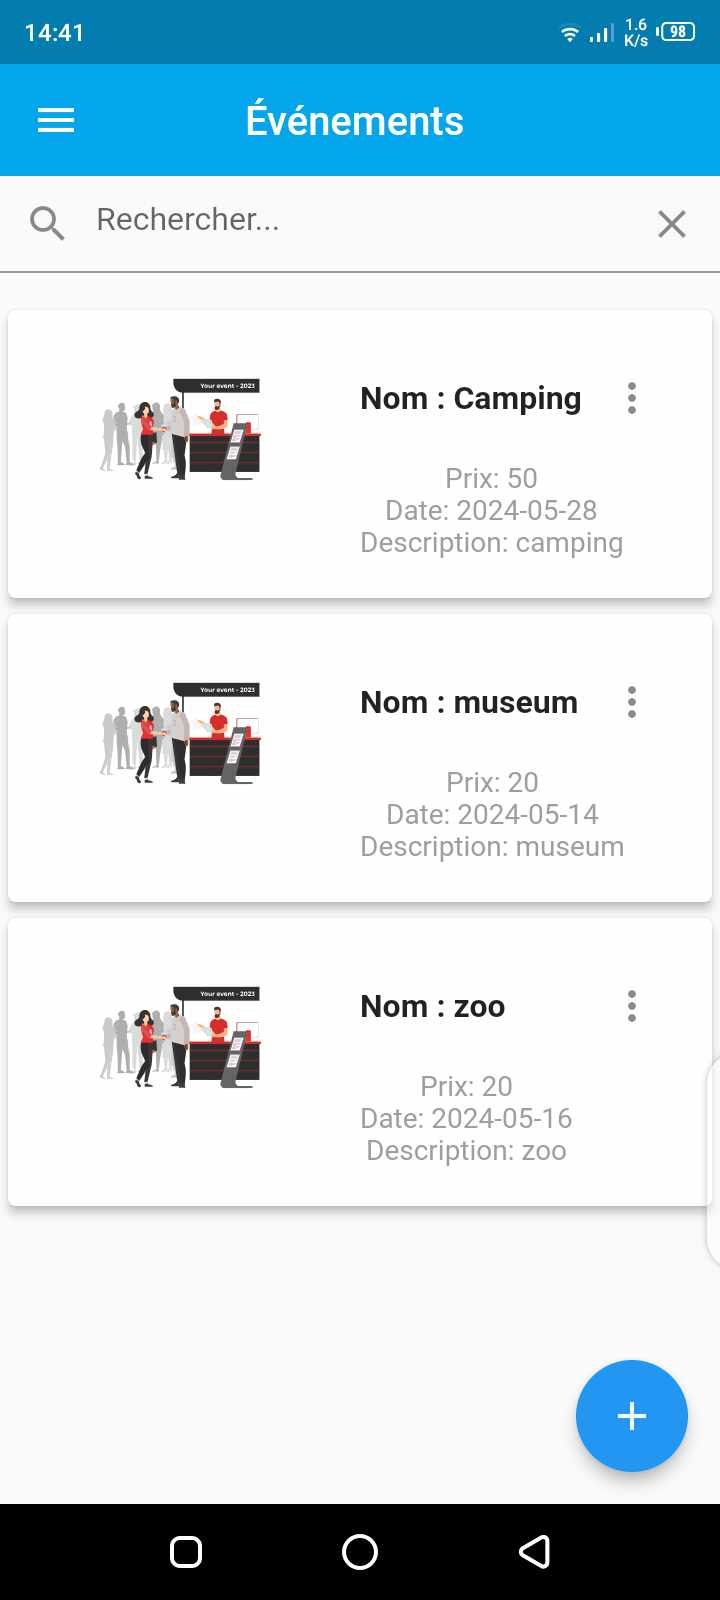 14:41
1.6
K/s
98
Événements
Rechercher...
Your event - 2023
Nom : Camping
Prix: 50
Date: 2024-05-28
Description: camping
Your event - 2023
Nom : museum
Prix: 20
Date: 2024-05-14
Description: museum
Your event - 2023
Nom : zoo
Prix: 20
Date: 2024-05-16
Description: zoo